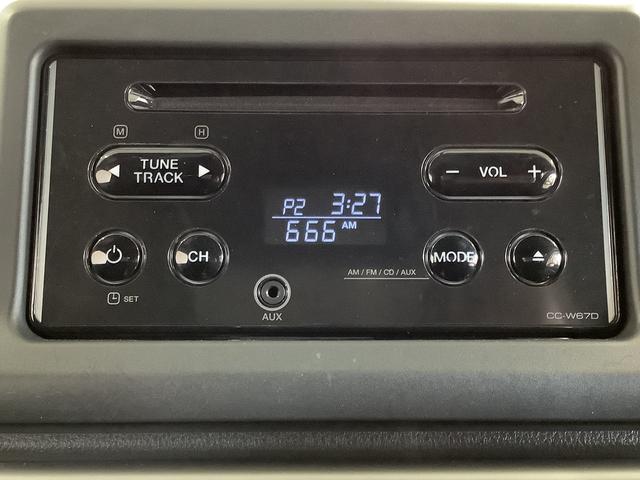 M H
TUNE
TRACK
− VOL +
P2 3:27
666 AM
CH
MODE
AM / FM / CD / AUX
SET
AUX
CC-W67D